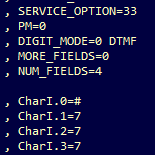 , SERVICE_OPTION=33
, PM=0
, DIGIT_MODE=0 DTMF
, MORE_FIELDS=0
, NUM_FIELDS=4
, CharI.0=#
, CharI.1=7
, CharI.2=7
, CharI.3=7